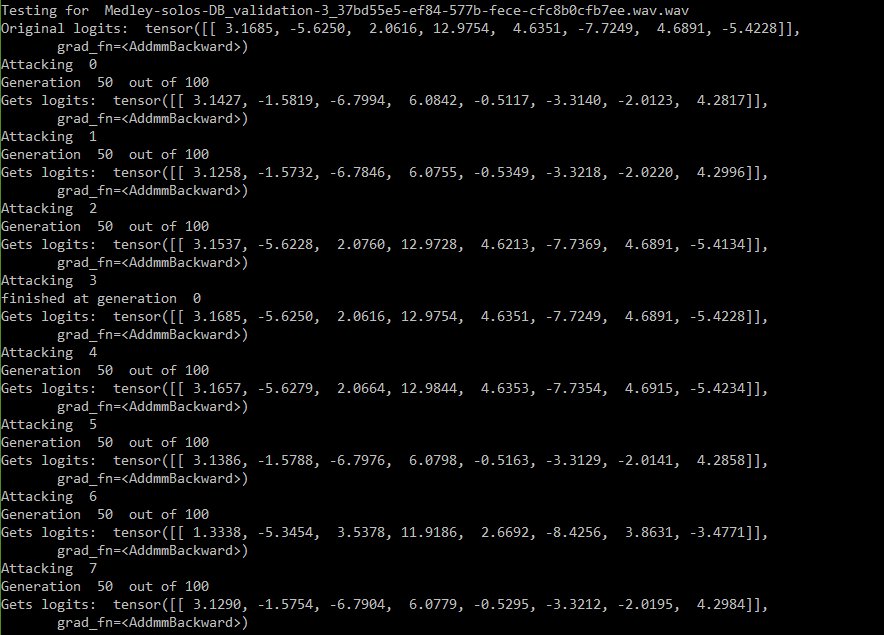 Testing for  Medley-solos-DB_validation-3_37bd55e5-ef84-577b-fece-cfc8b0cfb7ee.wav.wav
Original logits:  tensor([[ 3.1685, -5.6250,  2.0616, 12.9754,  4.6351, -7.7249,  4.6891, -5.4228]],
       grad_fn=<AddmmBackward>)
Attacking  0
Generation  50  out of 100
Gets logits:  tensor([[ 3.1427, -1.5819, -6.7994,  6.0842, -0.5117, -3.3140, -2.0123,  4.2817]],
       grad_fn=<AddmmBackward>)
Attacking  1
Generation  50  out of 100
Gets logits:  tensor([[ 3.1258, -1.5732, -6.7846,  6.0755, -0.5349, -3.3218, -2.0220,  4.2996]],
       grad_fn=<AddmmBackward>)
Attacking  2
Generation  50  out of 100
Gets logits:  tensor([[ 3.1537, -5.6228,  2.0760, 12.9728,  4.6213, -7.7369,  4.6891, -5.4134]],
       grad_fn=<AddmmBackward>)
Attacking  3
finished at generation  0
Gets logits:  tensor([[ 3.1685, -5.6250,  2.0616, 12.9754,  4.6351, -7.7249,  4.6891, -5.4228]],
       grad_fn=<AddmmBackward>)
Attacking  4
Generation  50  out of 100
Gets logits:  tensor([[ 3.1657, -5.6279,  2.0664, 12.9844,  4.6353, -7.7354,  4.6915, -5.4234]],
       grad_fn=<AddmmBackward>)
Attacking  5
Generation  50  out of 100
Gets logits:  tensor([[ 3.1386, -1.5788, -6.7976,  6.0798, -0.5163, -3.3129, -2.0141,  4.2858]],
       grad_fn=<AddmmBackward>)
Attacking  6
Generation  50  out of 100
Gets logits:  tensor([[ 1.3338, -5.3454,  3.5378, 11.9186,  2.6692, -8.4256,  3.8631, -3.4771]],
       grad_fn=<AddmmBackward>)
Attacking  7
Generation  50  out of 100
Gets logits:  tensor([[ 3.1290, -1.5754, -6.7904,  6.0779, -0.5295, -3.3212, -2.0195,  4.2984]],
       grad_fn=<AddmmBackward>)